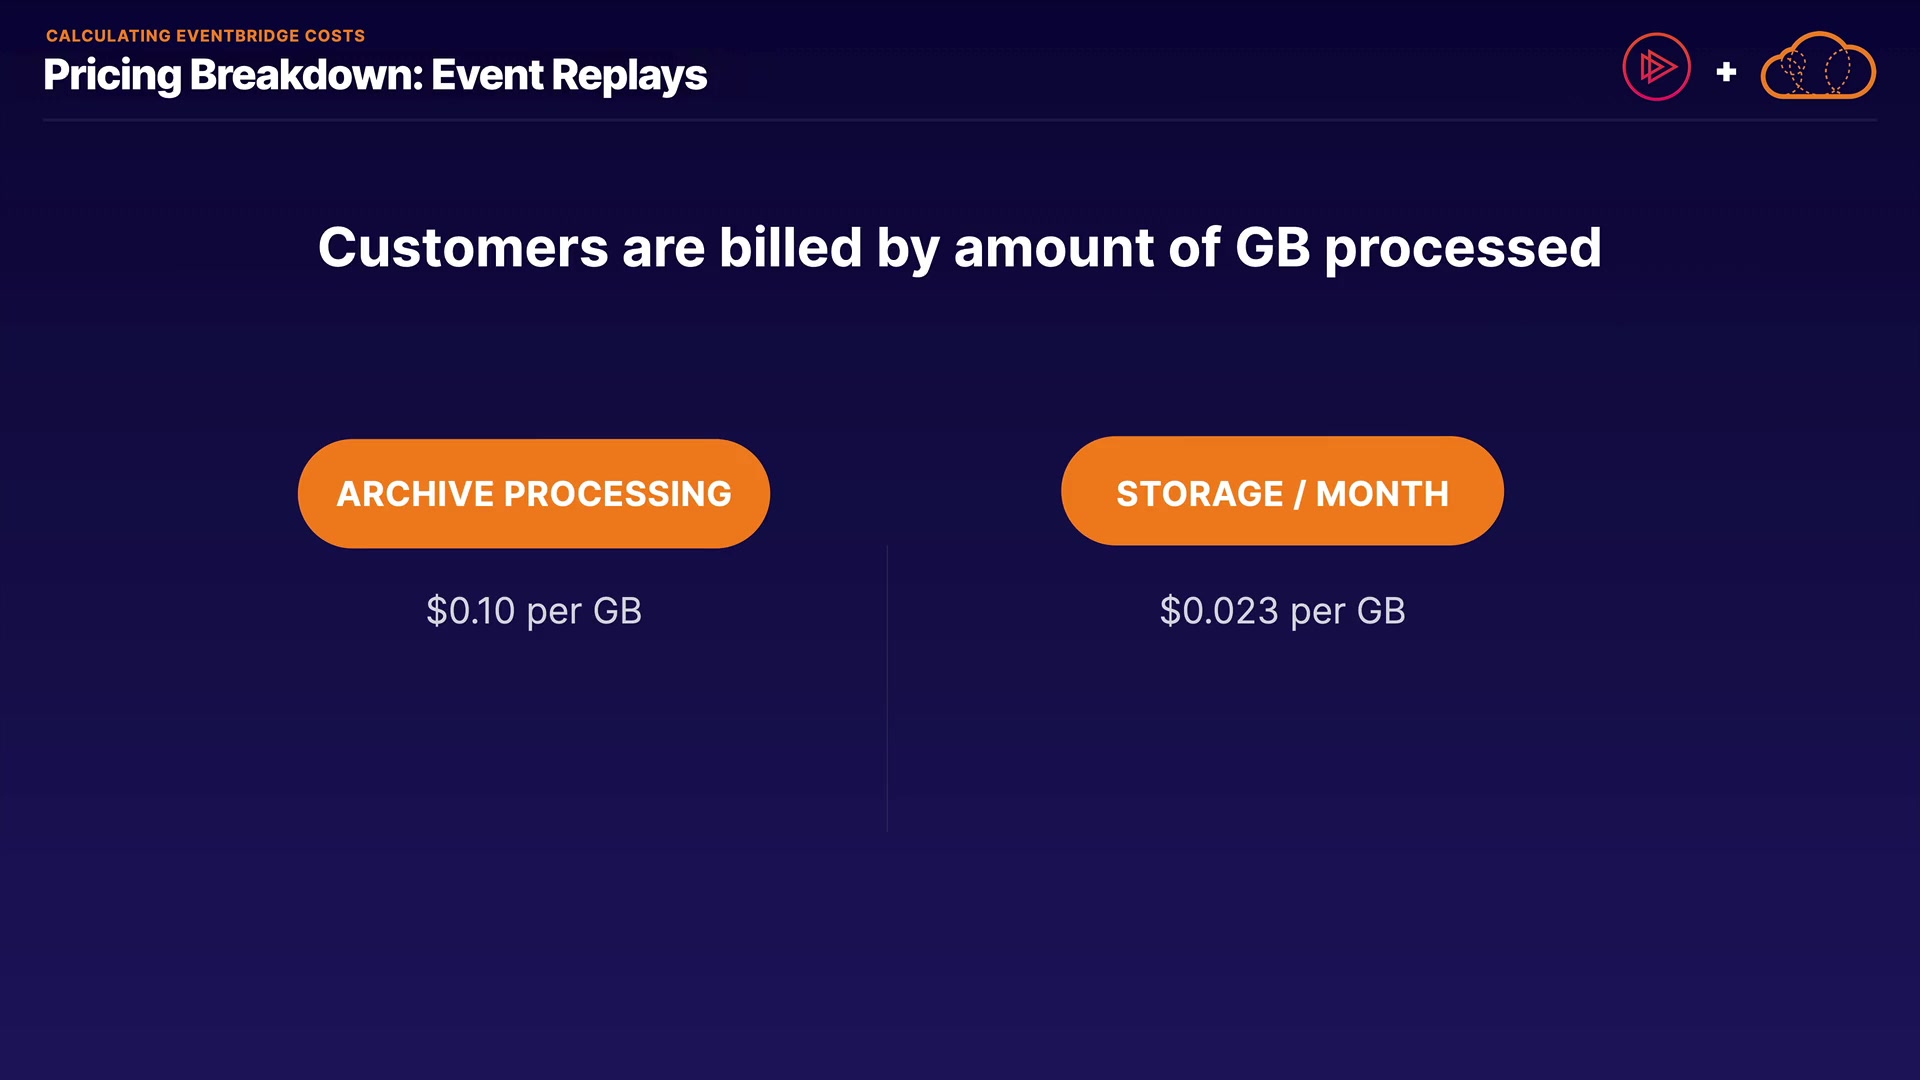 CALCULATING EVENTBRIDGE COSTS
Pricing Breakdown: Event Replays
+
Customers are billed by amount of GB processed
ARCHIVE PROCESSING
STORAGE / MONTH
$0.10 per GB
$0.023 per GB